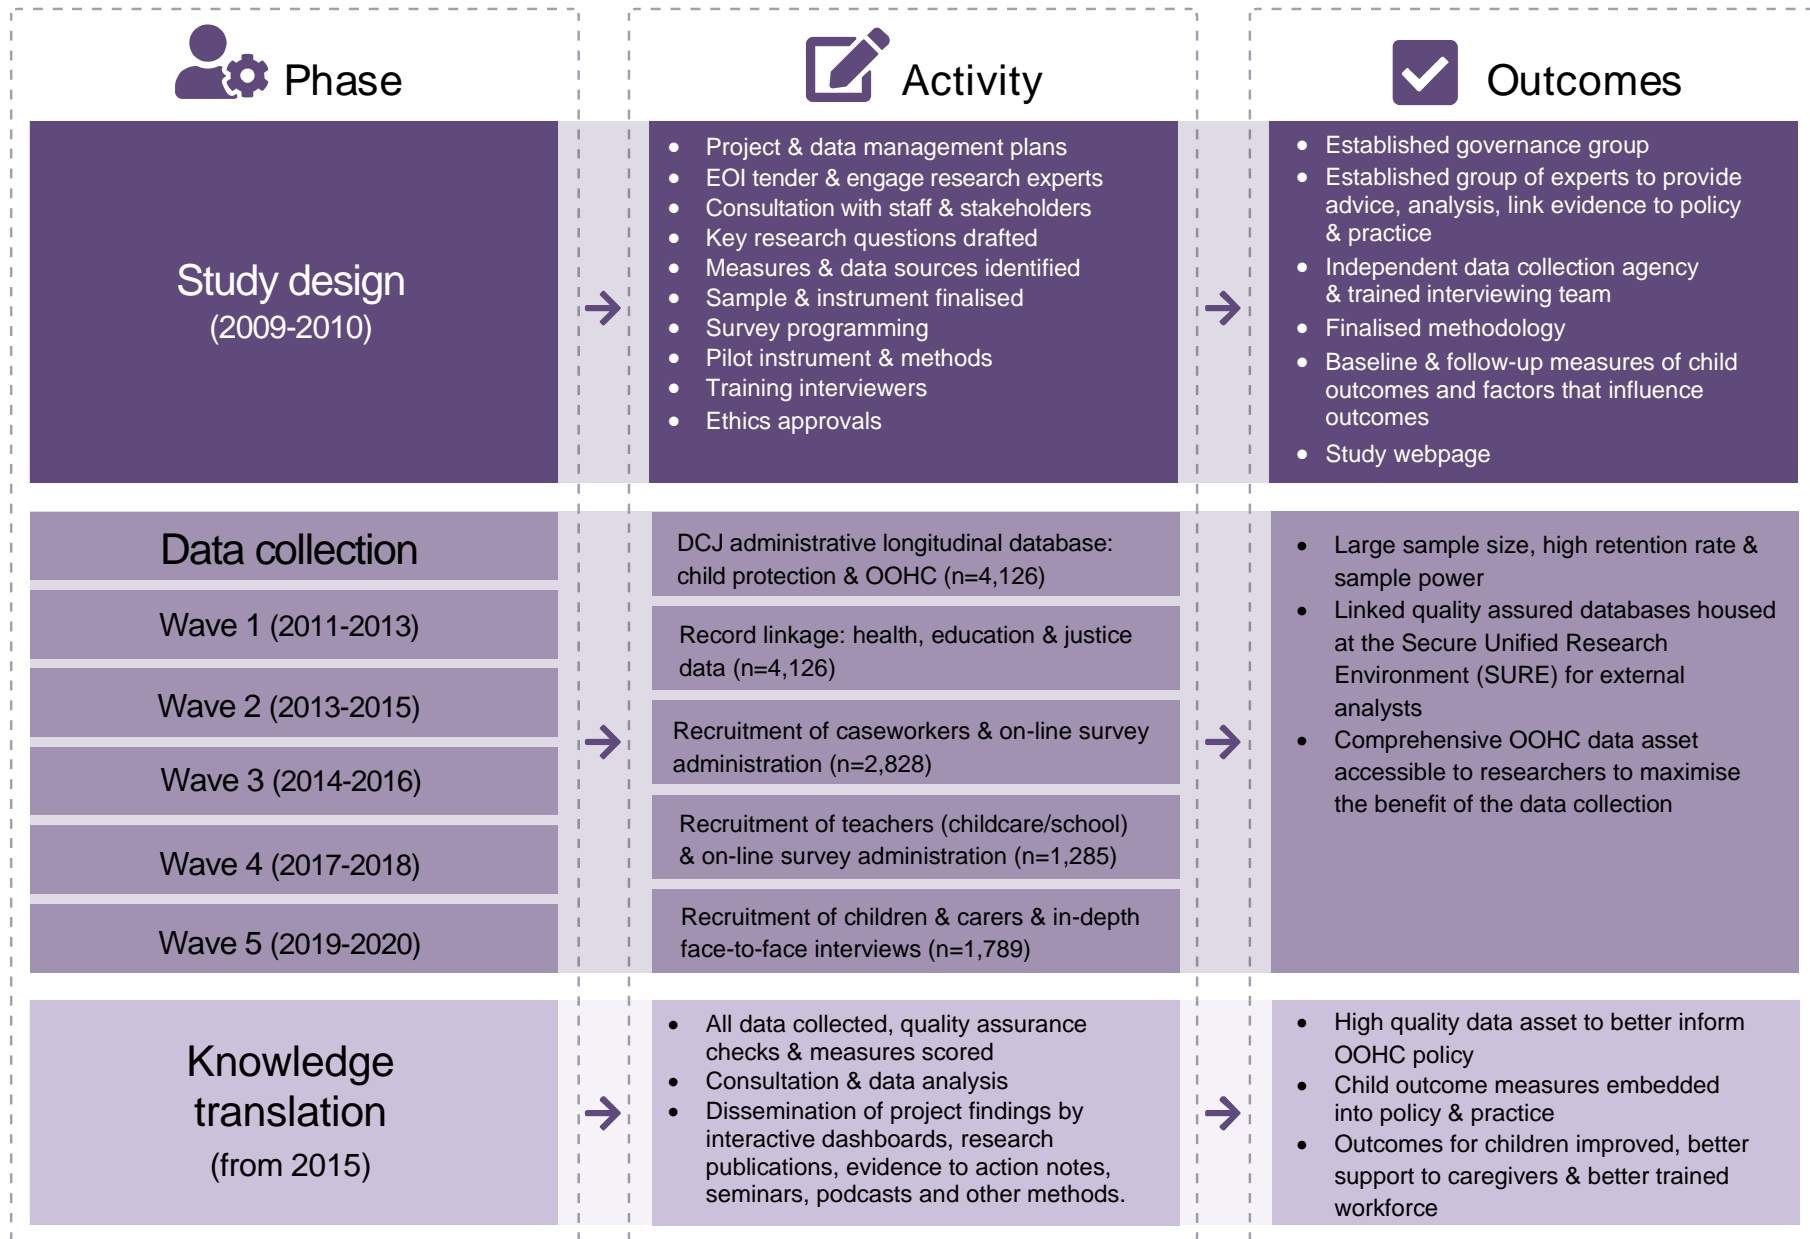 Phase
Activity
Outcomes
Study design
(2009-2010)
• Project & data management plans
• EOI tender & engage research experts
• Consultation with staff & stakeholders
• Key research questions drafted
• Measures & data sources identified
• Sample & instrument finalised
• Survey programming
• Pilot instrument & methods
• Training interviewers
• Ethics approvals
• Established governance group
• Established group of experts to provide
advice, analysis, link evidence to policy
& practice
• Independent data collection agency
& trained interviewing team
• Finalised methodology
• Baseline & follow-up measures of child
outcomes and factors that influence
outcomes
• Study webpage
Data collection
Wave 1 (2011-2013)
Wave 2 (2013-2015)
Wave 3 (2014-2016)
Wave 4 (2017-2018)
Wave 5 (2019-2020)
DCJ administrative longitudinal database:
child protection & OOHC (n=4,126)
Record linkage: health, education & justice
data (n=4,126)
Recruitment of caseworkers & on-line survey
administration (n=2,828)
Recruitment of teachers (childcare/school)
& on-line survey administration (n=1,285)
Recruitment of children & carers & in-depth
face-to-face interviews (n=1,789)
• Large sample size, high retention rate &
sample power
• Linked quality assured databases housed
at the Secure Unified Research
Environment (SURE) for external
analysts
• Comprehensive OOHC data asset
accessible to researchers to maximise
the benefit of the data collection
Knowledge
translation
(from 2015)
• All data collected, quality assurance
checks & measures scored
• Consultation & data analysis
• Dissemination of project findings by
interactive dashboards, research
publications, evidence to action notes,
seminars, podcasts and other methods.
• High quality data asset to better inform
OOHC policy
• Child outcome measures embedded
into policy & practice
• Outcomes for children improved, better
support to caregivers & better trained
workforce